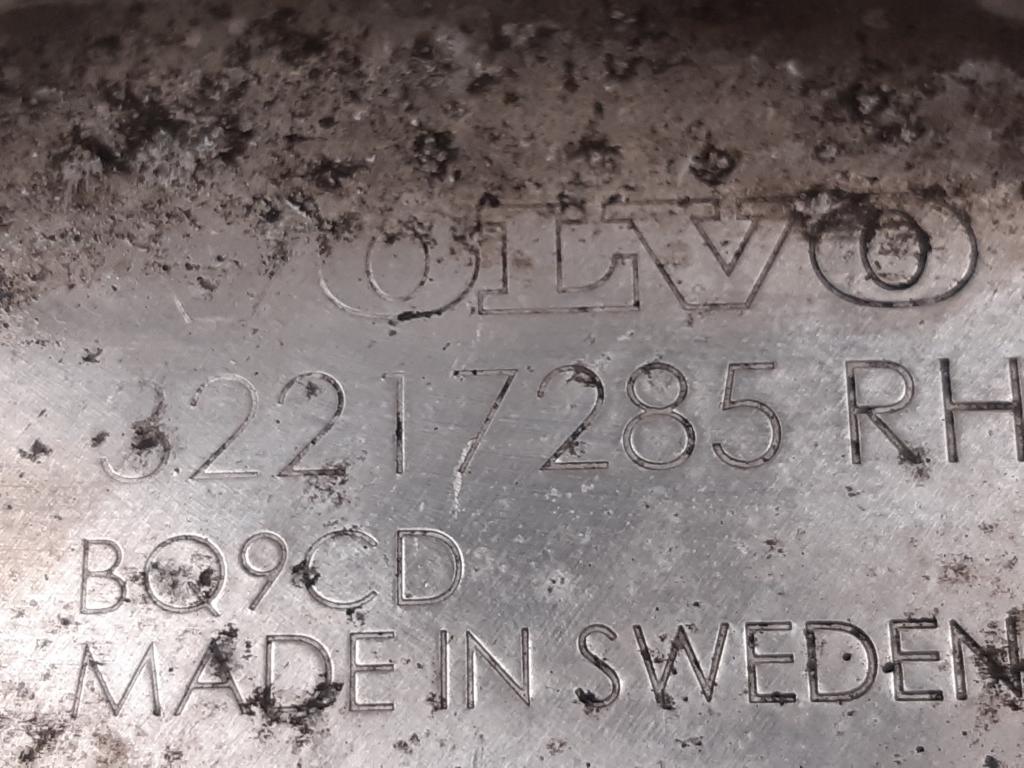 VOLVO
32217285 RH
BQ9CD
MADE IN SWEDEN